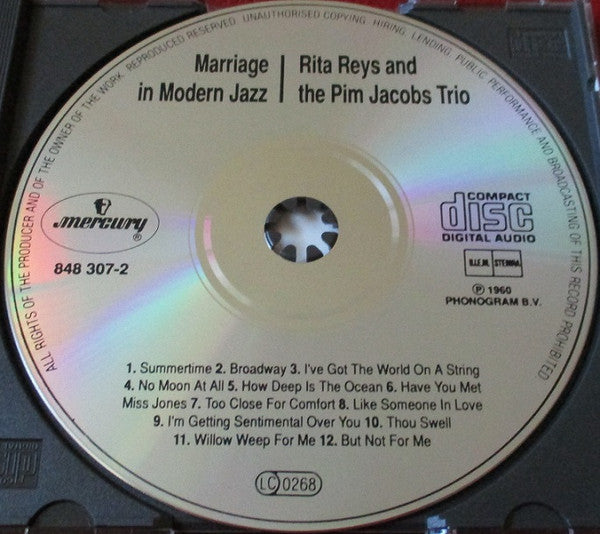 ALL RIGHTS OF THE PRODUCER AND OF THE OWNER OF THE WORK REPRODUCED RESERVED. UNAUTHORISED COPYING, HIRING, LENDING, PUBLIC PERFORMANCE AND BROADCASTING OF THIS RECORD PROHIBITED
Marriage
in Modern Jazz
Rita Reys and
the Pim Jacobs Trio
mercury®
848 307-2
COMPACT
disc
DIGITAL AUDIO
STEMRA
℗ 1960
PHONOGRAM B.V.
1. Summertime 2. Broadway 3. I've Got The World On A String
4. No Moon At All 5. How Deep Is The Ocean 6. Have You Met
Miss Jones 7. Too Close For Comfort 8. Like Someone In Love
9. I'm Getting Sentimental Over You 10. Thou Swell
11. Willow Weep For Me 12. But Not For Me
LC 0268